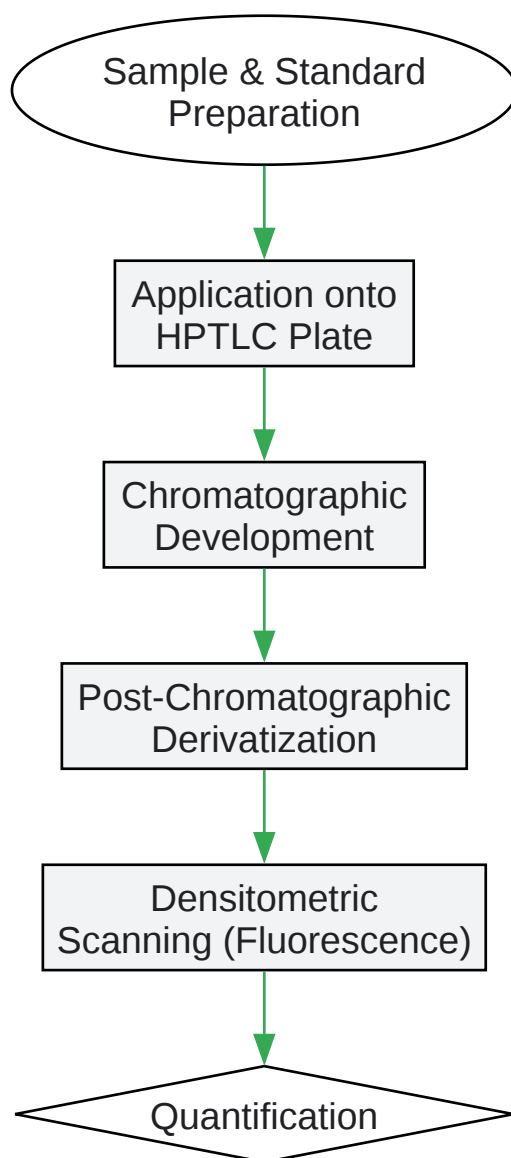 Sample & Standard
Preparation
Application onto
HPTLC Plate
Chromatographic
Development
Post-Chromatographic
Derivatization
Densitometric
Scanning (Fluorescence)
Quantification